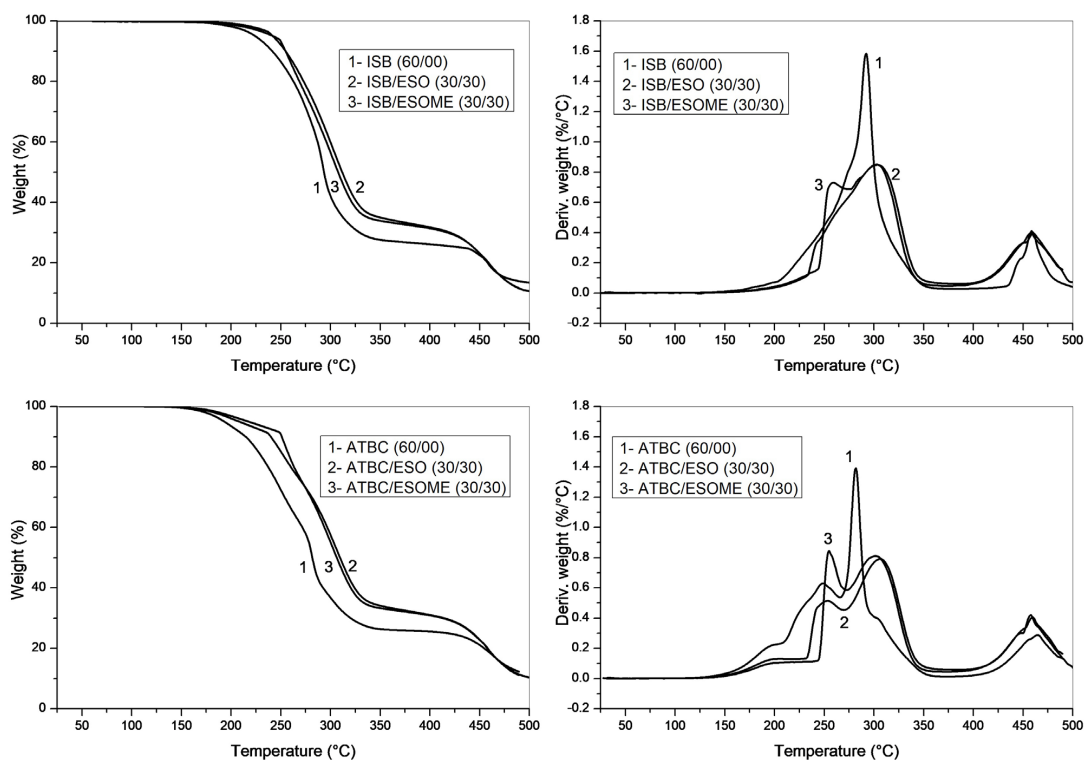 100
80
60
40
20
0
Weight (%)
1- ISB (60/00)
2- ISB/ESO (30/30)
3- ISB/ESOME (30/30)
1
3
2
50 100 150 200 250 300 350 400 450 500
Temperature (°C)
1.8
1.6
1.4
1.2
1.0
0.8
0.6
0.4
0.2
0.0
-0.2
Deriv. weight (%/°C)
1- ISB (60/00)
2- ISB/ESO (30/30)
3- ISB/ESOME (30/30)
1
3
2
50 100 150 200 250 300 350 400 450 500
Temperature (°C)
100
80
60
40
20
0
Weight (%)
1- ATBC (60/00)
2- ATBC/ESO (30/30)
3- ATBC/ESOME (30/30)
1
3
2
50 100 150 200 250 300 350 400 450 500
Temperature (°C)
1.8
1.6
1.4
1.2
1.0
0.8
0.6
0.4
0.2
0.0
-0.2
Deriv. weight (%/°C)
1- ATBC (60/00)
2- ATBC/ESO (30/30)
3- ATBC/ESOME (30/30)
1
3
2
50 100 150 200 250 300 350 400 450 500
Temperature (°C)